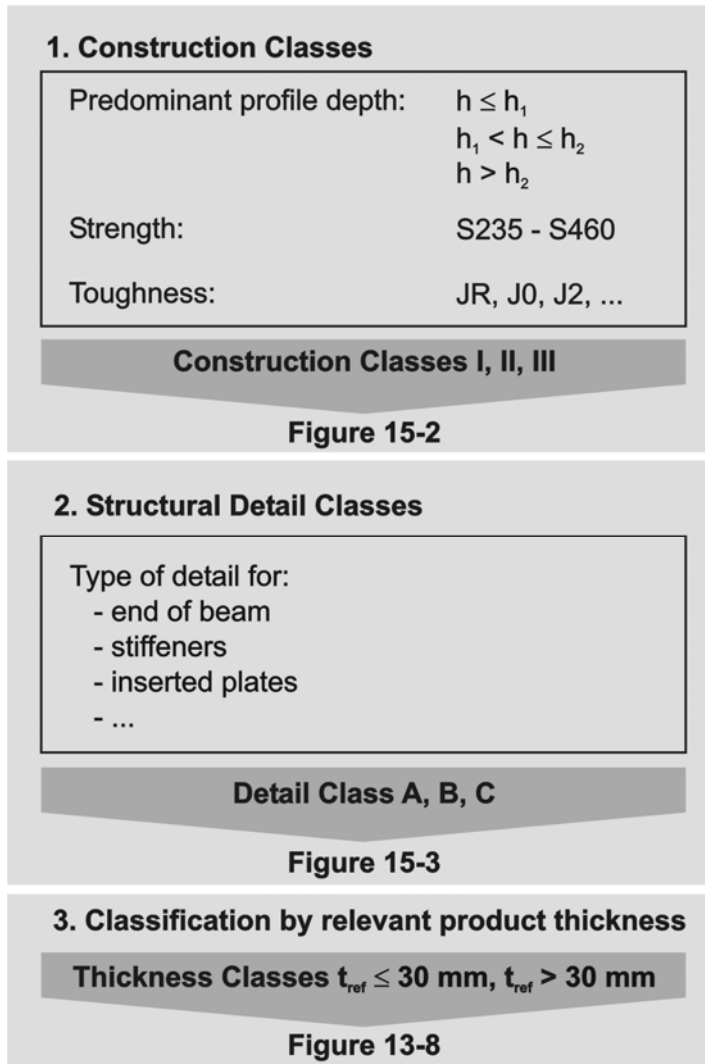 1. Construction Classes
Predominant profile depth: h ≤ h₁
h₁ < h ≤ h₂
h > h₂
Strength: S235 - S460
Toughness: JR, J0, J2, ...
Construction Classes I, II, III
Figure 15-2
2. Structural Detail Classes
Type of detail for:
- end of beam
- stiffeners
- inserted plates
- ...
Detail Class A, B, C
Figure 15-3
3. Classification by relevant product thickness
Thickness Classes t_ref ≤ 30 mm, t_ref > 30 mm
Figure 13-8